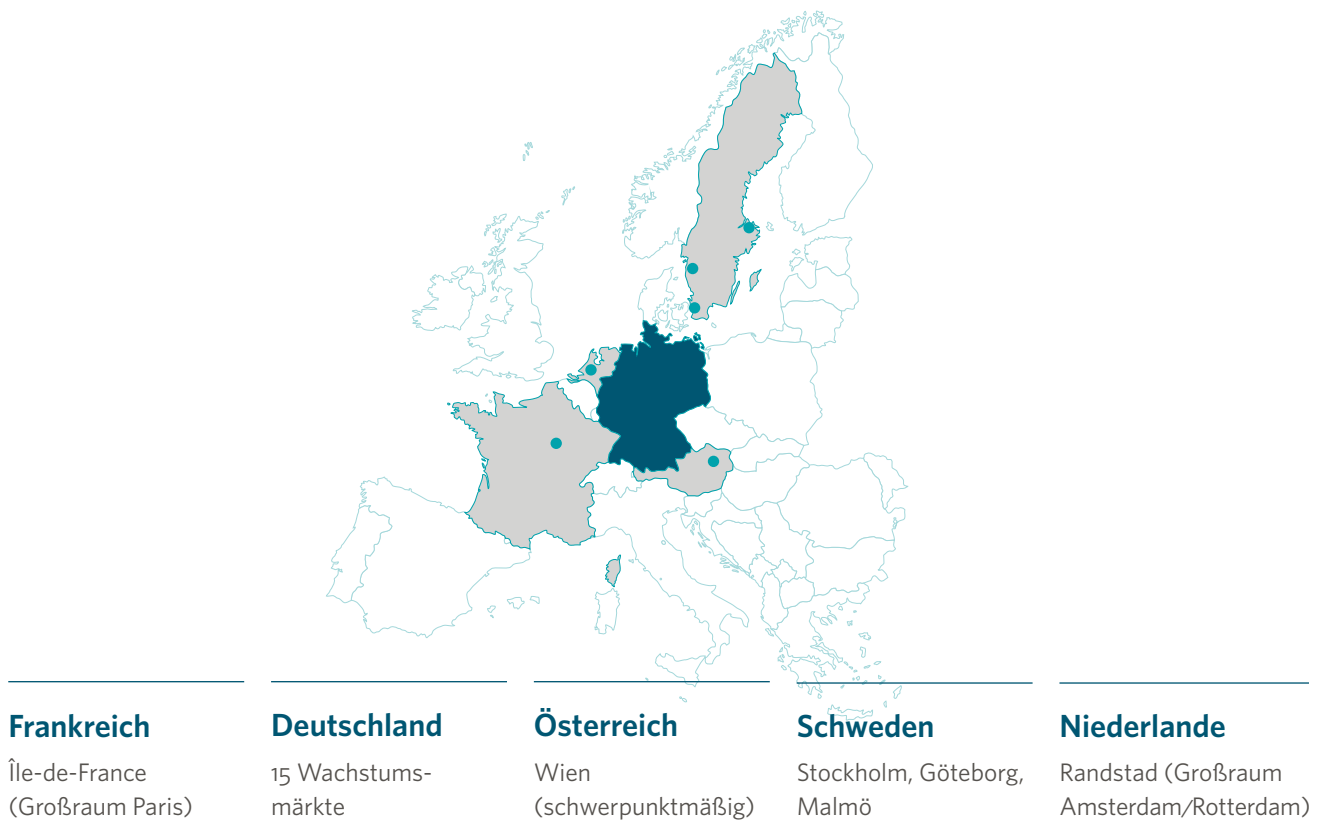 Frankreich
Île-de-France
(Großraum Paris)
Deutschland
15 Wachstums-
märkte
Österreich
Wien
(schwerpunktmäßig)
Schweden
Stockholm, Göteborg,
Malmö
Niederlande
Randstad (Großraum
Amsterdam/Rotterdam)